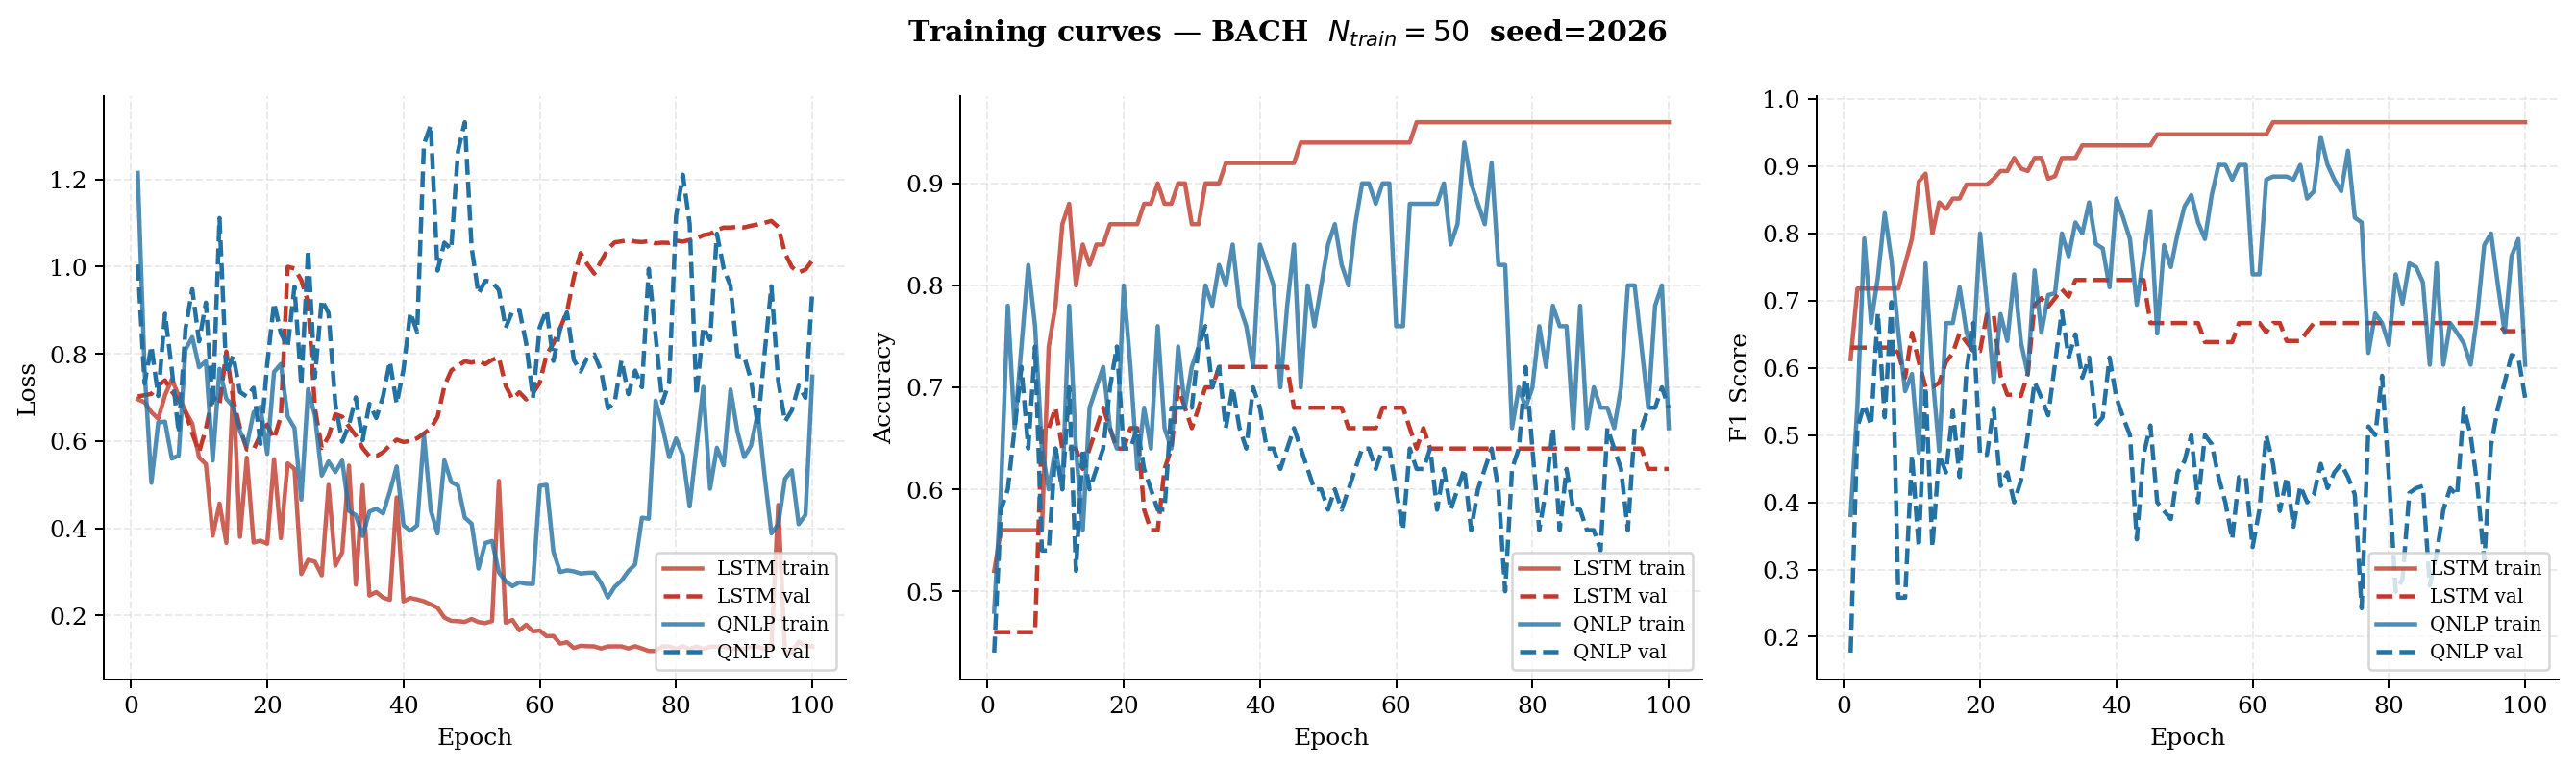 Training curves — BACH N_train = 50 seed=2026
Loss
1.2
1.0
0.8
0.6
0.4
0.2
0 20 40 60 80 100
Epoch
LSTM train
LSTM val
QNLP train
QNLP val
Accuracy
0.9
0.8
0.7
0.6
0.5
0 20 40 60 80 100
Epoch
LSTM train
LSTM val
QNLP train
QNLP val
F1 Score
1.0
0.9
0.8
0.7
0.6
0.5
0.4
0.3
0.2
0 20 40 60 80 100
Epoch
LSTM train
LSTM val
QNLP train
QNLP val